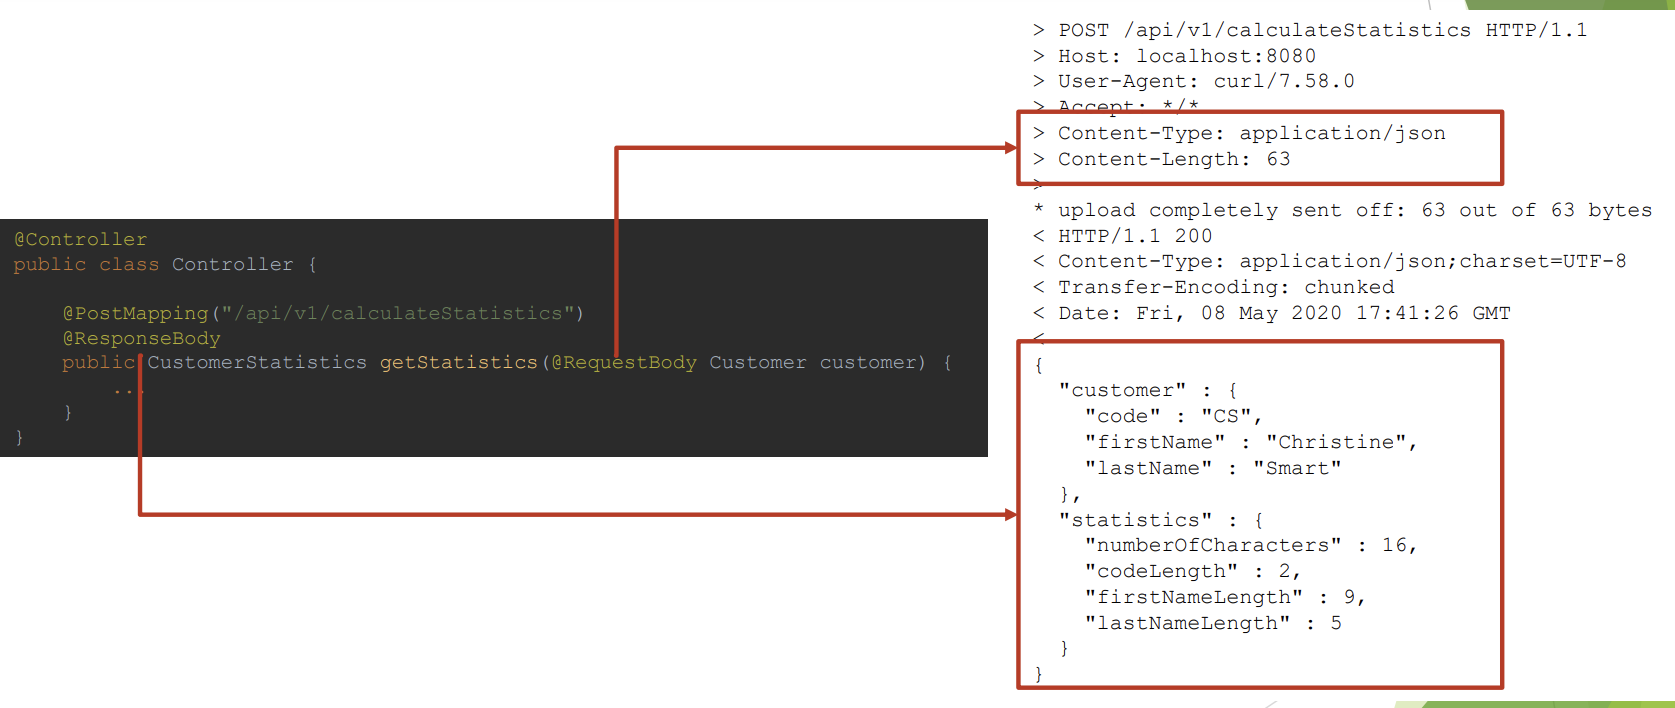 @Controller
public class Controller {
@PostMapping("/api/v1/calculateStatistics")
@ResponseBody
public CustomerStatistics getStatistics(@RequestBody Customer customer) {
...
}
}
> POST /api/v1/calculateStatistics HTTP/1.1
> Host: localhost:8080
> User-Agent: curl/7.58.0
> Accept: */*
> Content-Type: application/json
> Content-Length: 63
>
* upload completely sent off: 63 out of 63 bytes
< HTTP/1.1 200
< Content-Type: application/json;charset=UTF-8
< Transfer-Encoding: chunked
< Date: Fri, 08 May 2020 17:41:26 GMT
<
{
"customer" : {
"code" : "CS",
"firstName" : "Christine",
"lastName" : "Smart"
},
"statistics" : {
"numberOfCharacters" : 16,
"codeLength" : 2,
"firstNameLength" : 9,
"lastNameLength" : 5
}
}